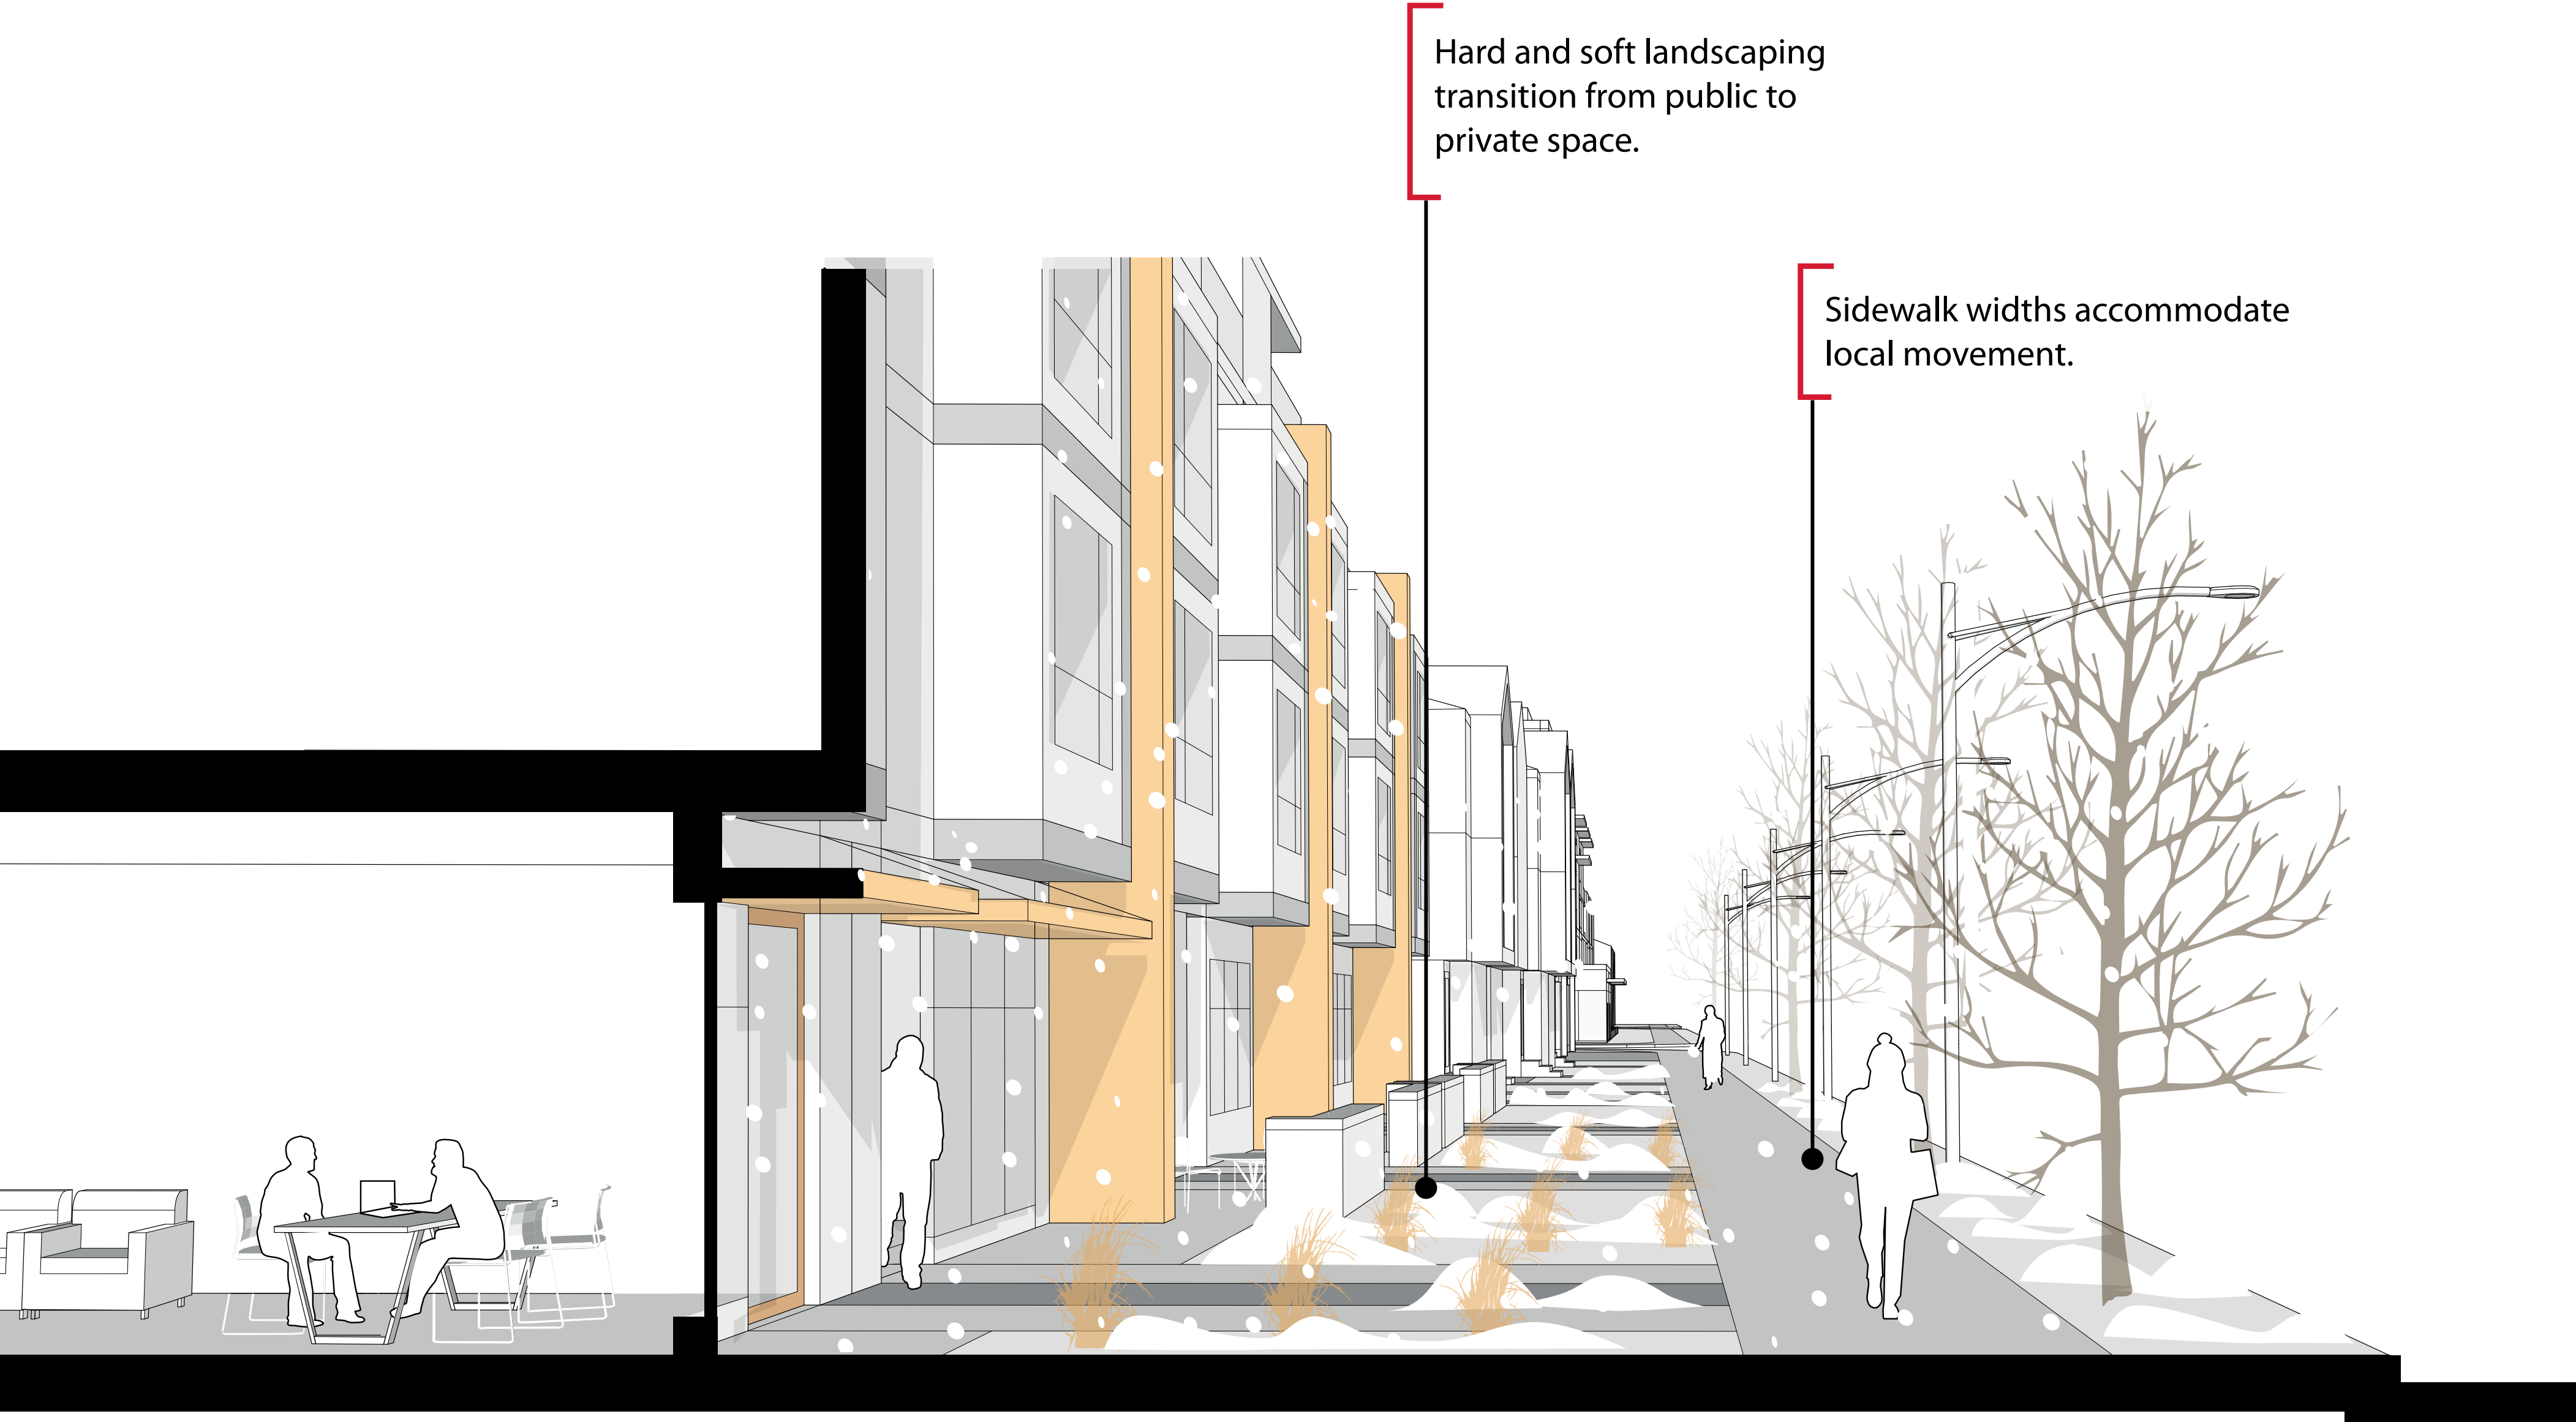 Hard and soft landscaping
transition from public to
private space.
Sidewalk widths accommodate
local movement.